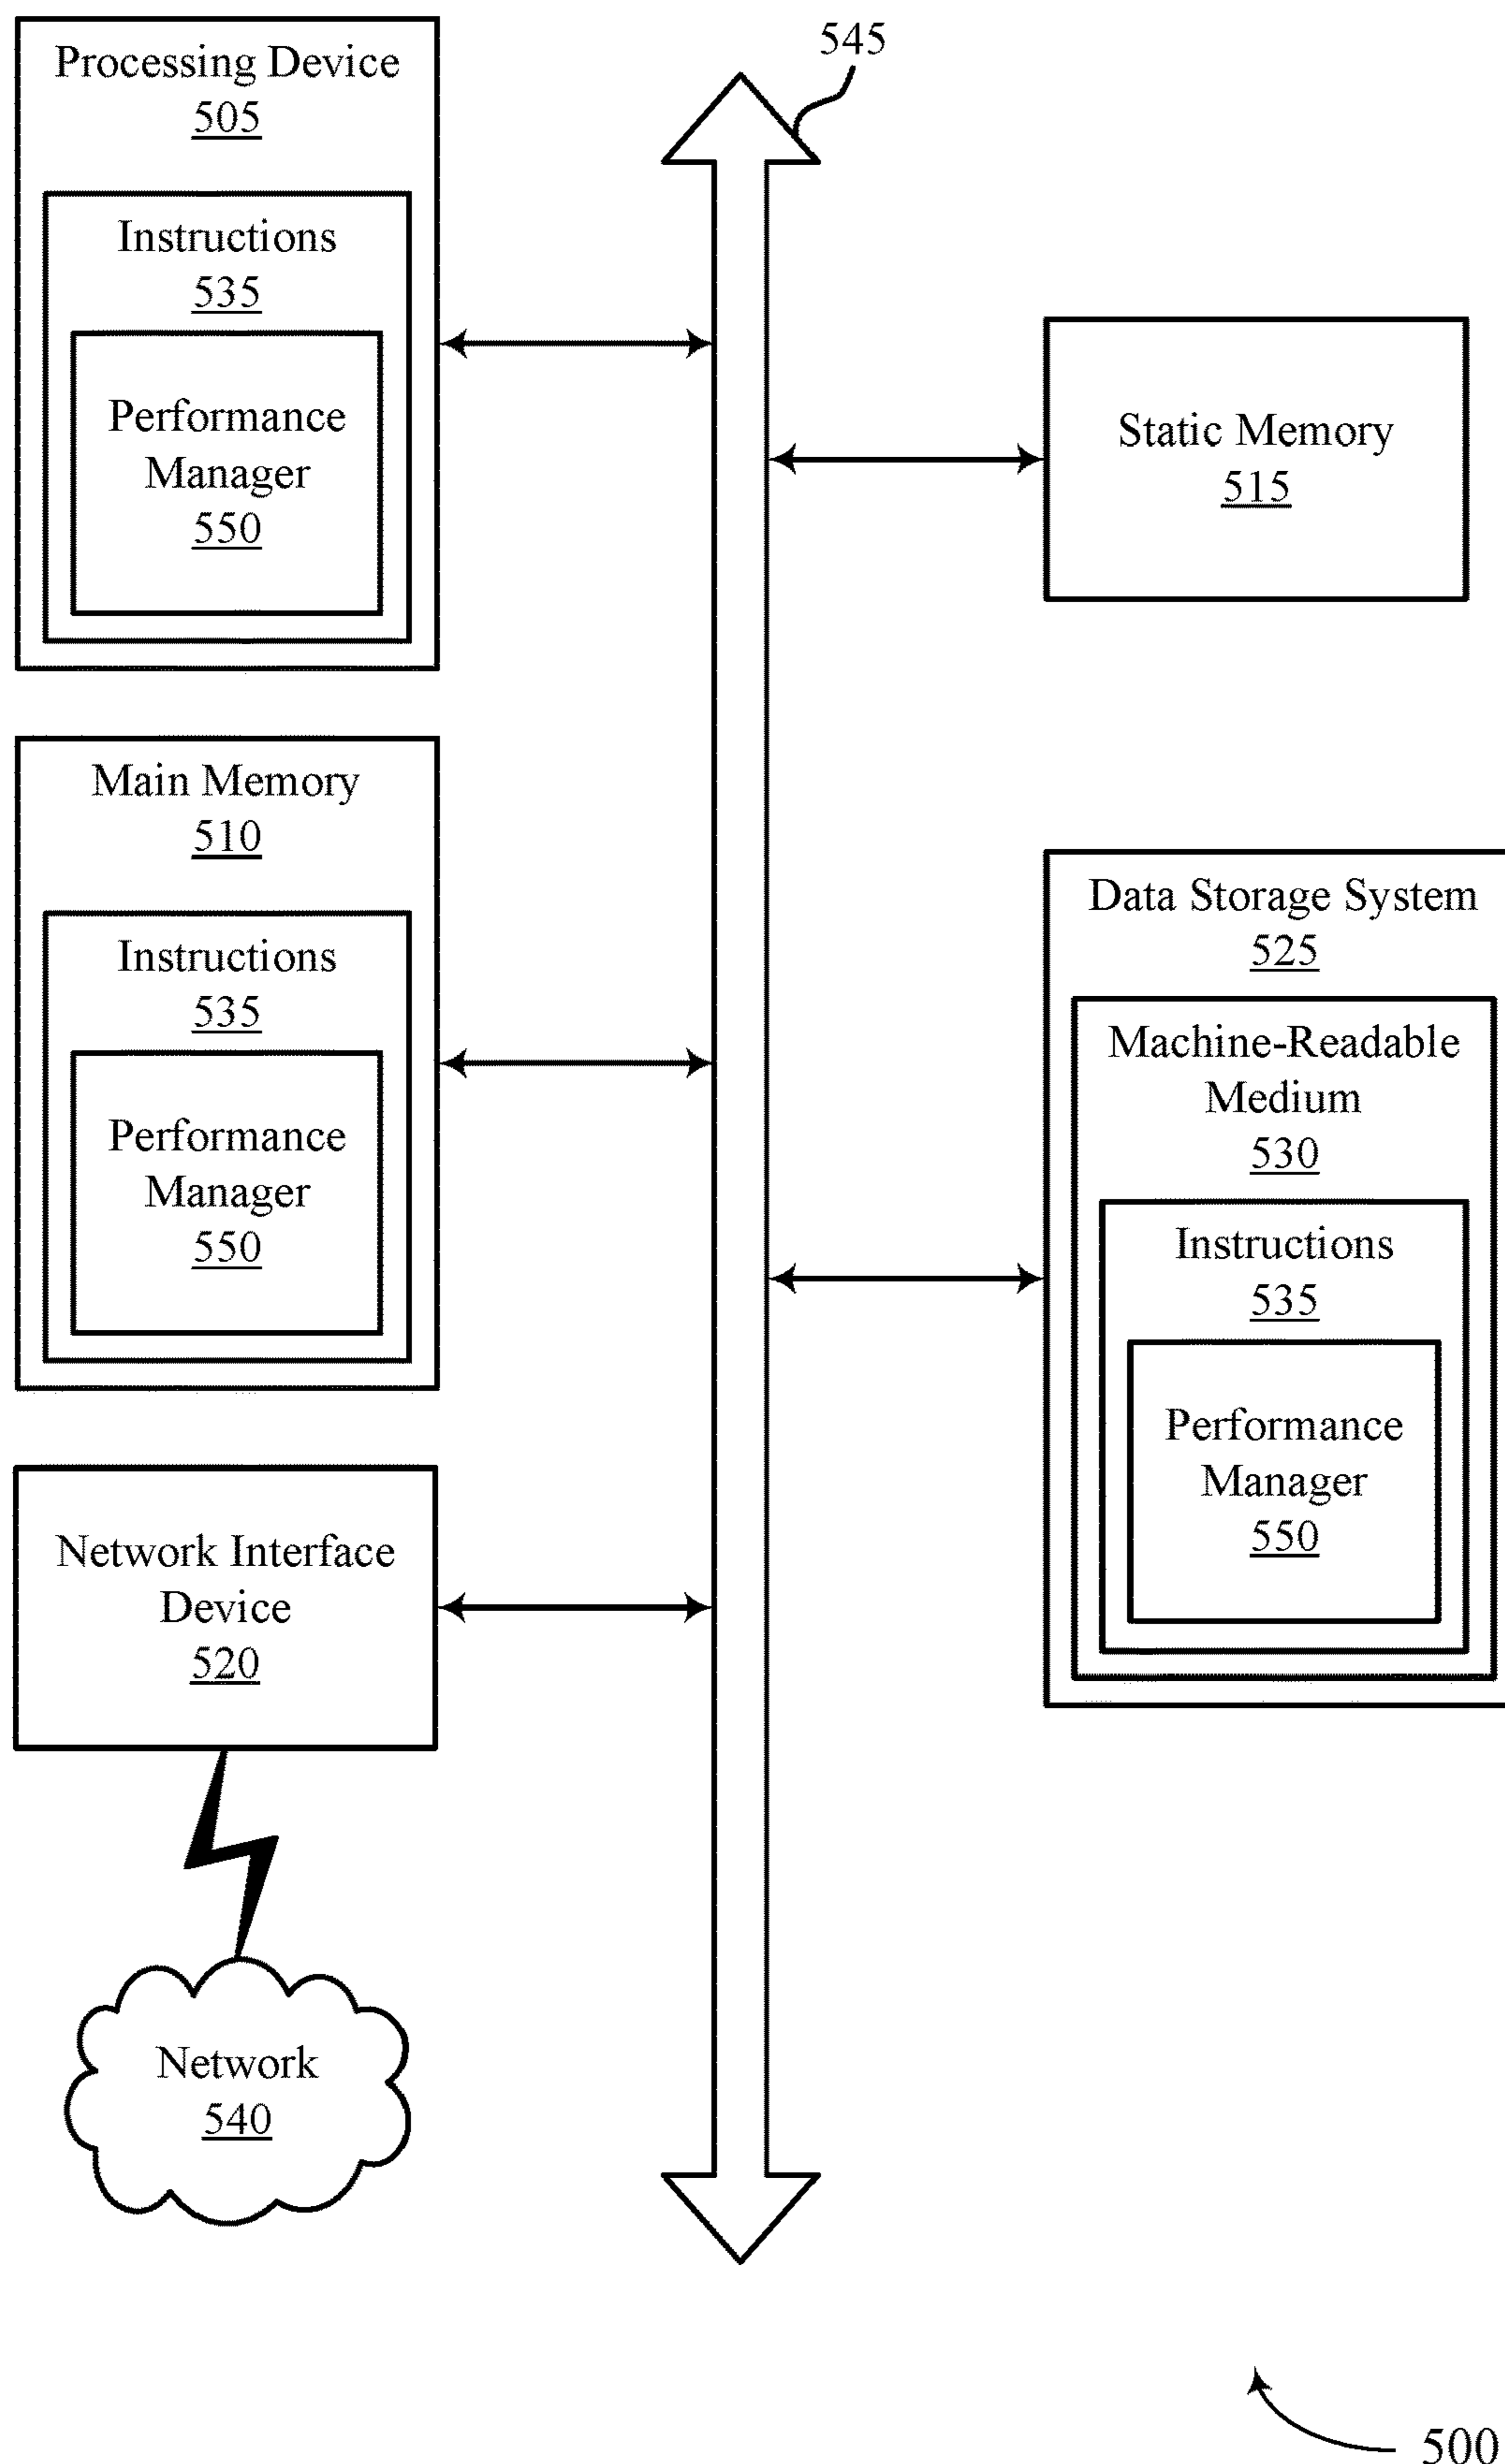 Processing Device
505
Instructions
535
Performance
Manager
550
545
Static Memory
515
Main Memory
510
Instructions
535
Performance
Manager
550
Data Storage System
525
Machine-Readable
Medium
530
Instructions
535
Performance
Manager
550
Network Interface
Device
520
Network
540
500